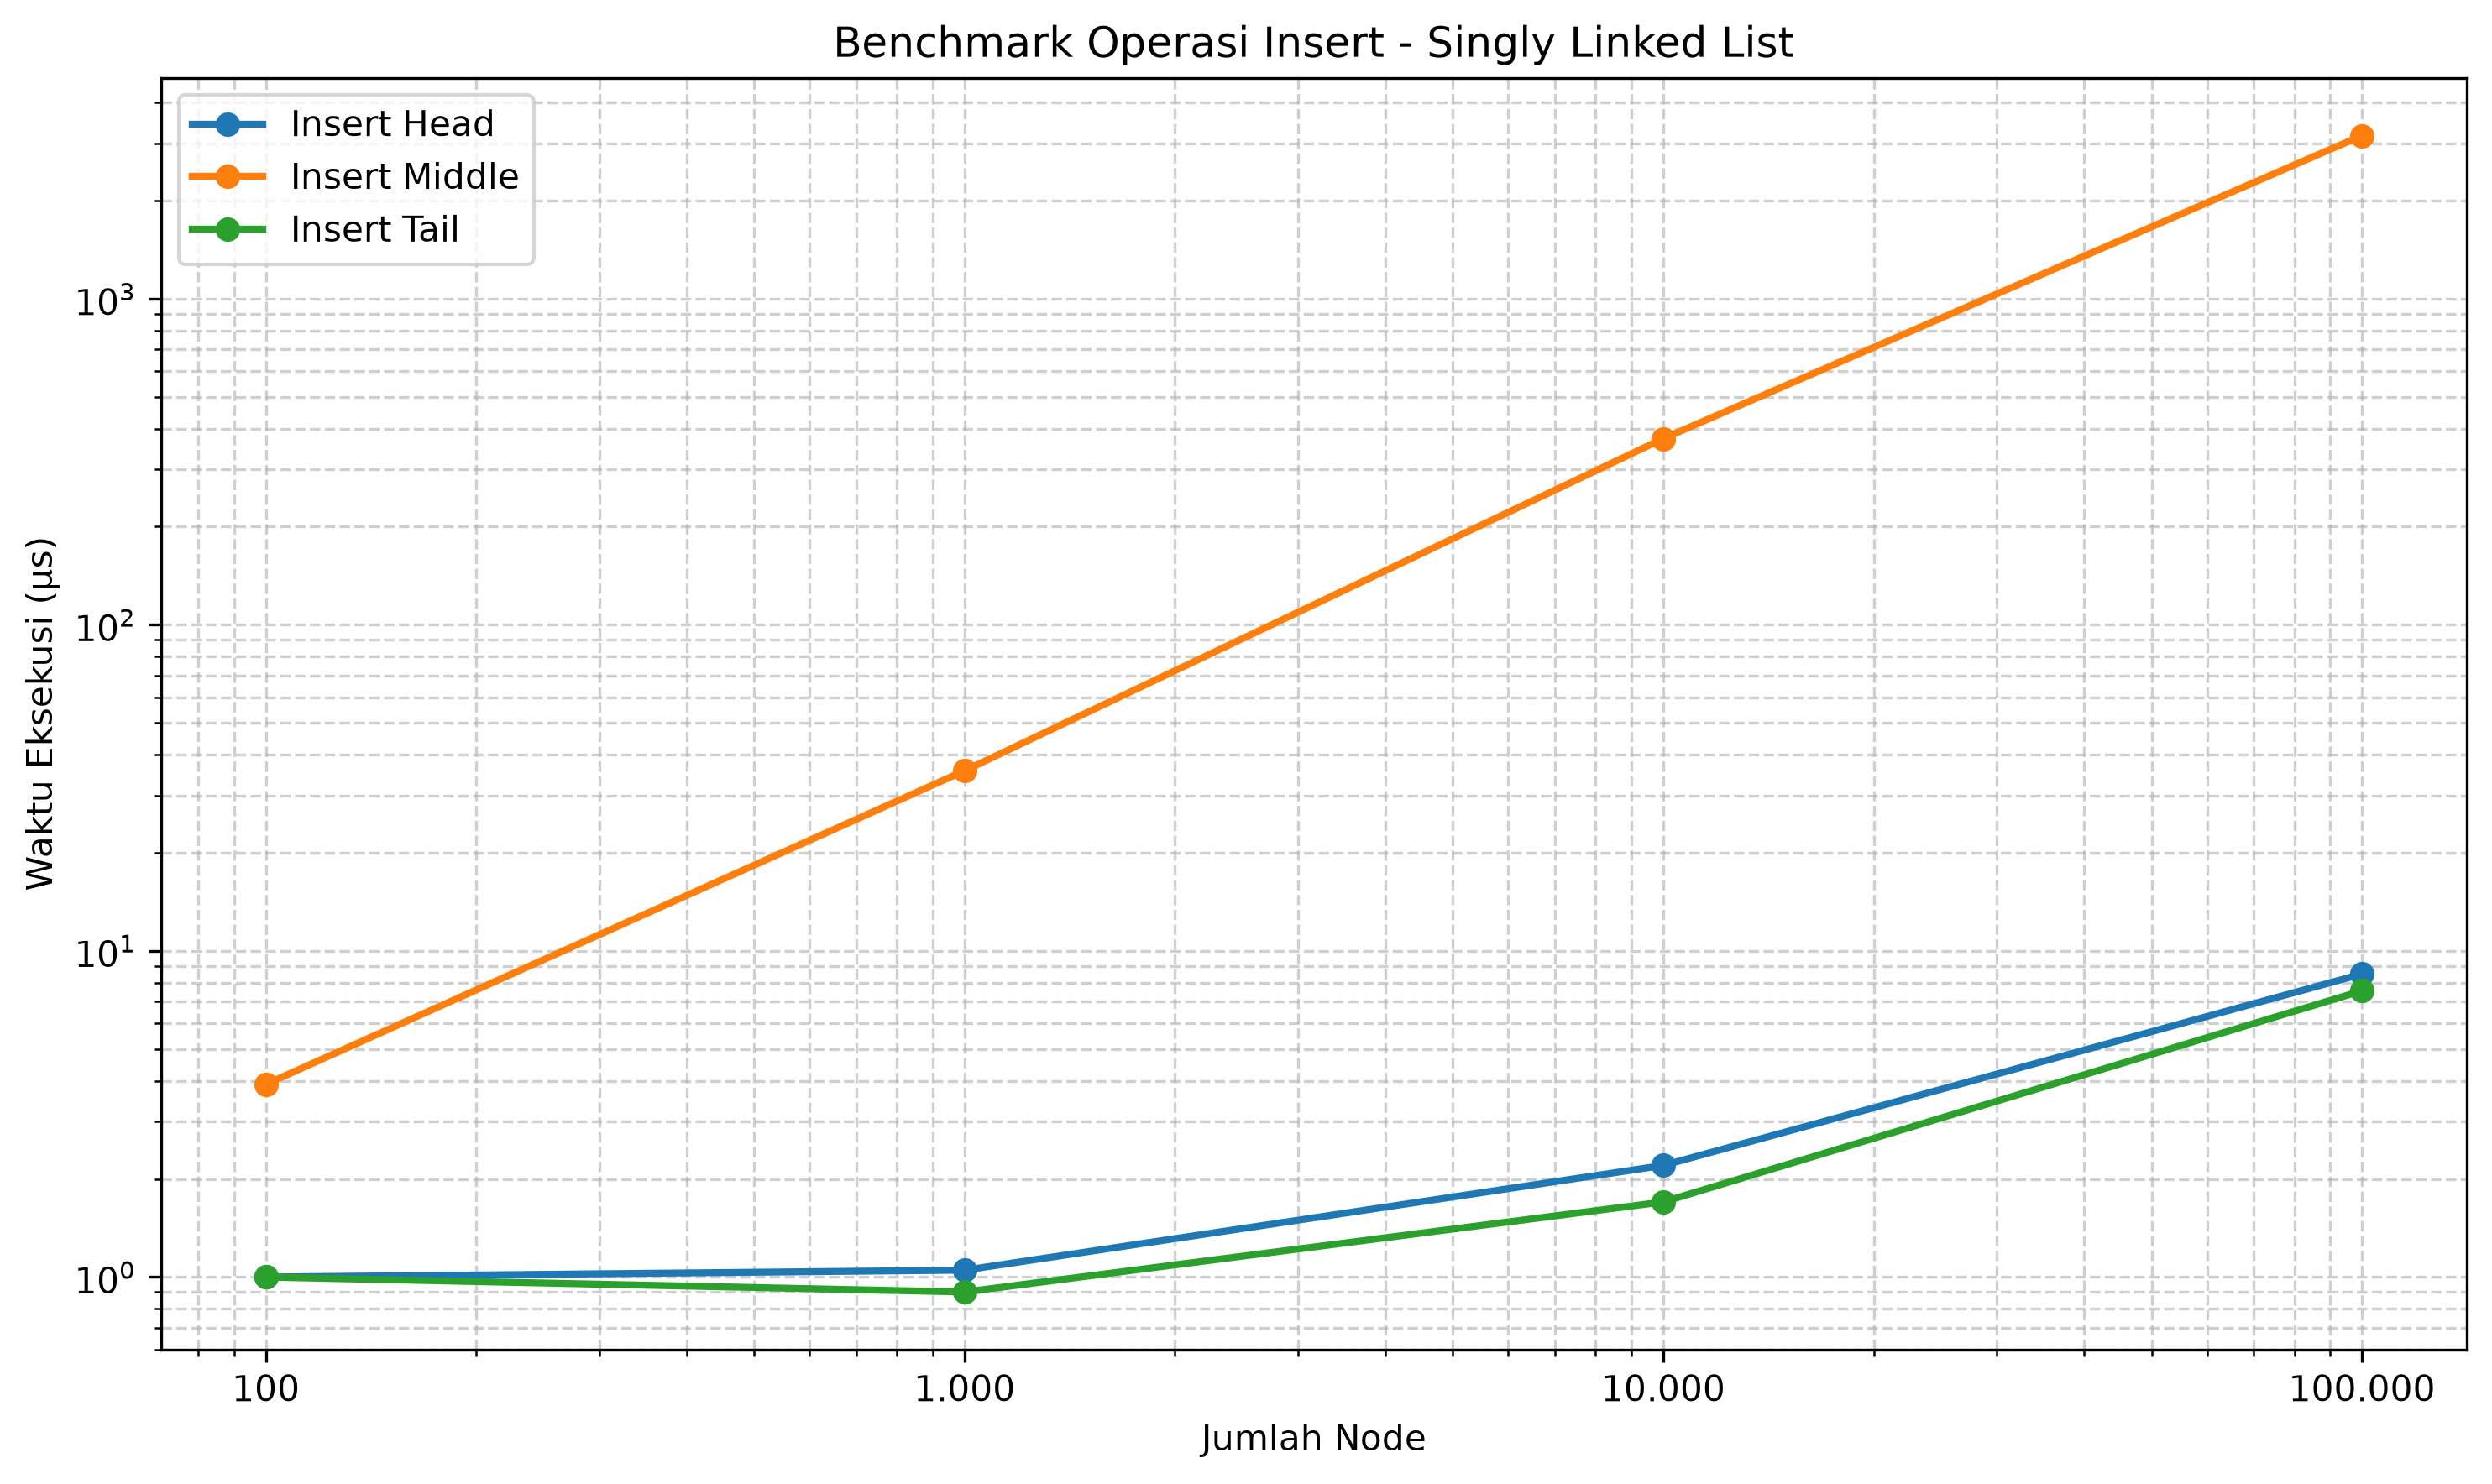 Benchmark Operasi Insert - Singly Linked List
Insert Head
Insert Middle
Insert Tail
Waktu Eksekusi (µs)
10³
10²
10¹
10⁰
100
1.000
10.000
100.000
Jumlah Node